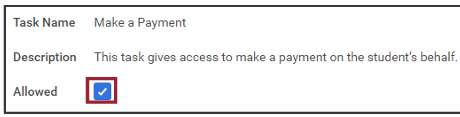 Task Name Make a Payment
Description This task gives access to make a payment on the student's behalf.
Allowed